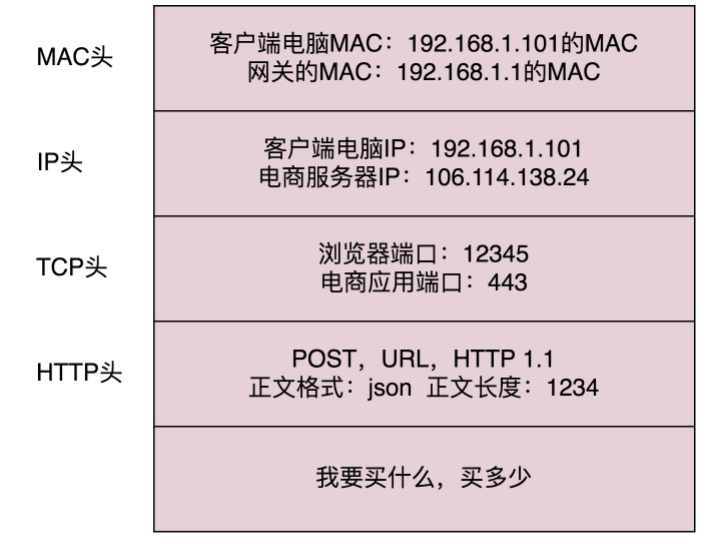 MAC头
客户端电脑MAC：192.168.1.101的MAC
网关的MAC：192.168.1.1的MAC
IP头
客户端电脑IP：192.168.1.101
电商服务器IP：106.114.138.24
TCP头
浏览器端口：12345
电商应用端口：443
HTTP头
POST，URL，HTTP 1.1
正文格式：json 正文长度：1234
我要买什么，买多少